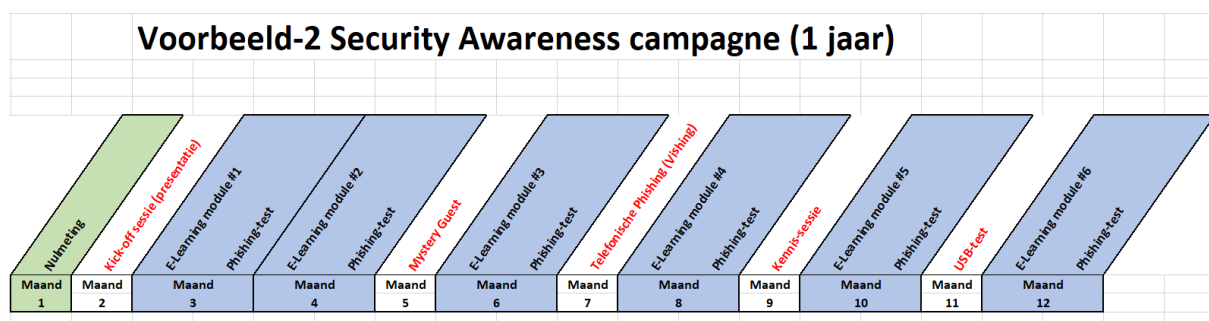 Voorbeeld-2 Security Awareness campagne (1 jaar)
Nulmeting
Kick-off sessie (presentatie)
E-Learning module #1
Phishing-test
E-Learning module #2
Phishing-test
Mystery Guest
E-Learning module #3
Phishing-test
Telefonische Phishing (Vishing)
E-Learning module #4
Phishing-test
Kennis-sessie
E-Learning module #5
Phishing-test
USB-test
E-Learning module #6
Phishing-test
Maand Maand Maand Maand Maand Maand Maand Maand Maand Maand Maand Maand
1 2 3 4 5 6 7 8 9 10 11 12